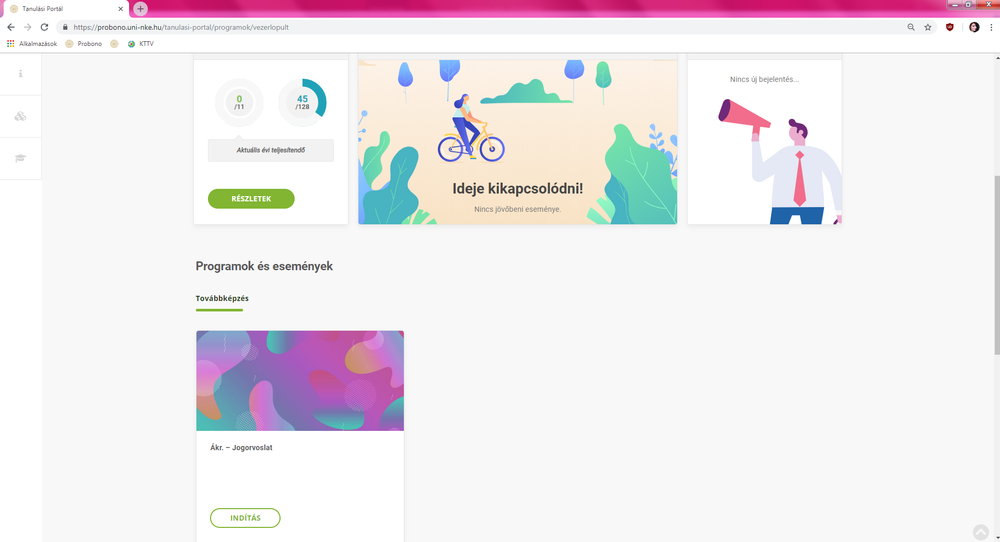 Tanulási Portál
https://probono.uni-nke.hu/tanulasi-portal/programok/vezerlopult
Alkalmazások
Probono
KTTV
0
/11
45
/128
Aktuális évi teljesítendő
RÉSZLETEK
Ideje kikapcsolódni!
Nincs jövőbeni eseménye.
Nincs új bejelentés...
Programok és események
Továbbképzés
Ákr. – Jogorvoslat
INDÍTÁS